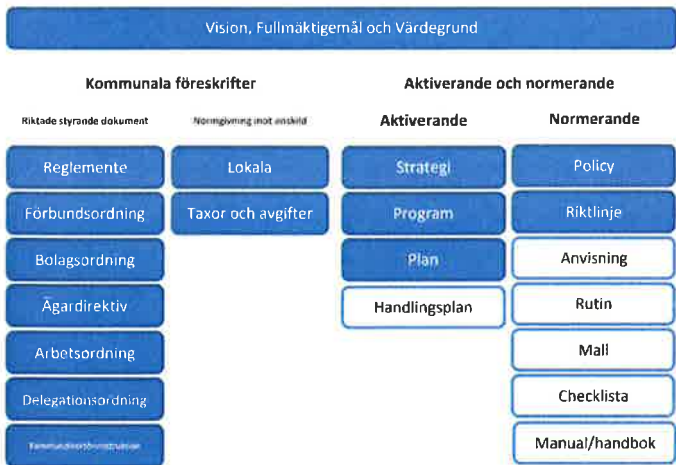 Vision, Fullmäktigemål och Värdegrund
Kommunala föreskrifter
Aktiverande och normerande
Riktade styrande dokument
Normgivning mot enskild
Aktiverande
Normerande
Reglemente
Lokala
Strategi
Policy
Förbundsordning
Taxor och avgifter
Program
Riktlinje
Bolagsordning
Plan
Anvisning
Ägardirektiv
Handlingsplan
Rutin
Arbetsordning
Mall
Delegationsordning
Checklista
Manual/handbok